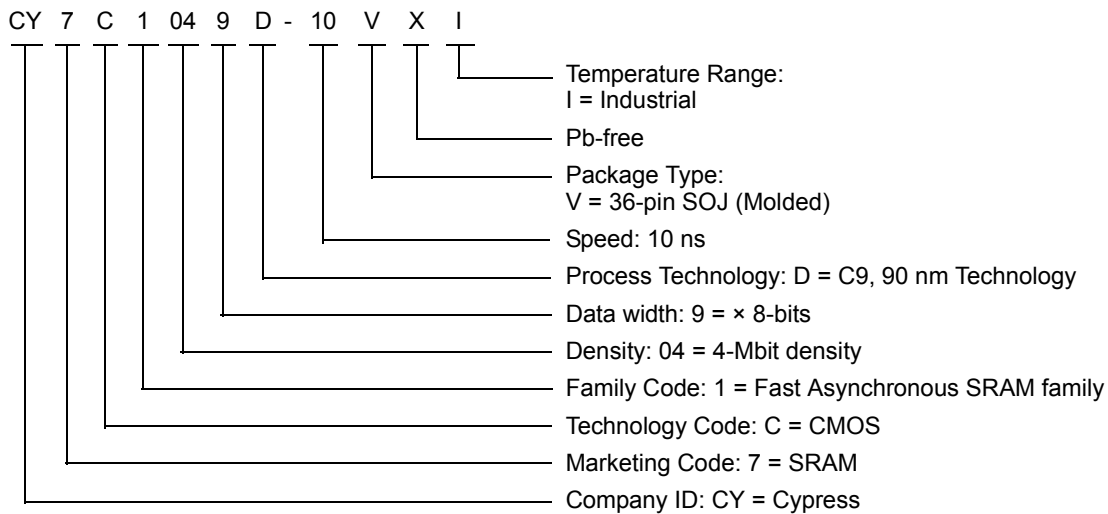 CY 7 C 1 04 9 D - 10 V X I
Temperature Range:
I = Industrial
Pb-free
Package Type:
V = 36-pin SOJ (Molded)
Speed: 10 ns
Process Technology: D = C9, 90 nm Technology
Data width: 9 = × 8-bits
Density: 04 = 4-Mbit density
Family Code: 1 = Fast Asynchronous SRAM family
Technology Code: C = CMOS
Marketing Code: 7 = SRAM
Company ID: CY = Cypress